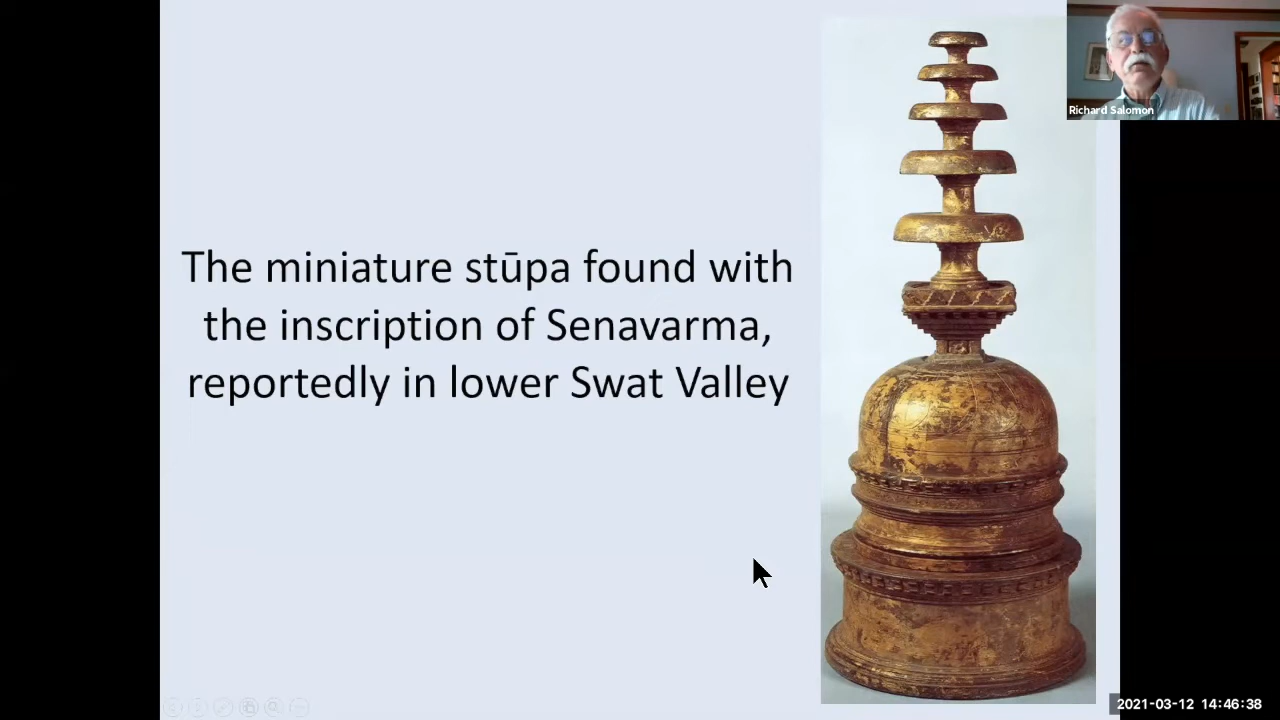 Richard Salomon
The miniature stūpa found with
the inscription of Senavarma,
reportedly in lower Swat Valley
2021-03-12 14:46:38